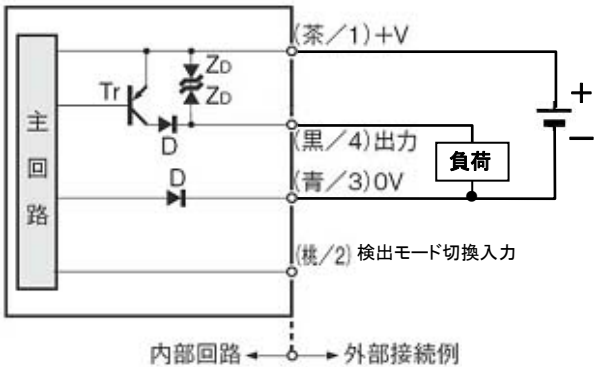 (茶／1)+V
ZD
Tr
ZD
+
主回路
D
(黒／4)出力
−
負荷
D
(青／3)0V
(桃／2) 検出モード切換入力
内部回路
外部接続例